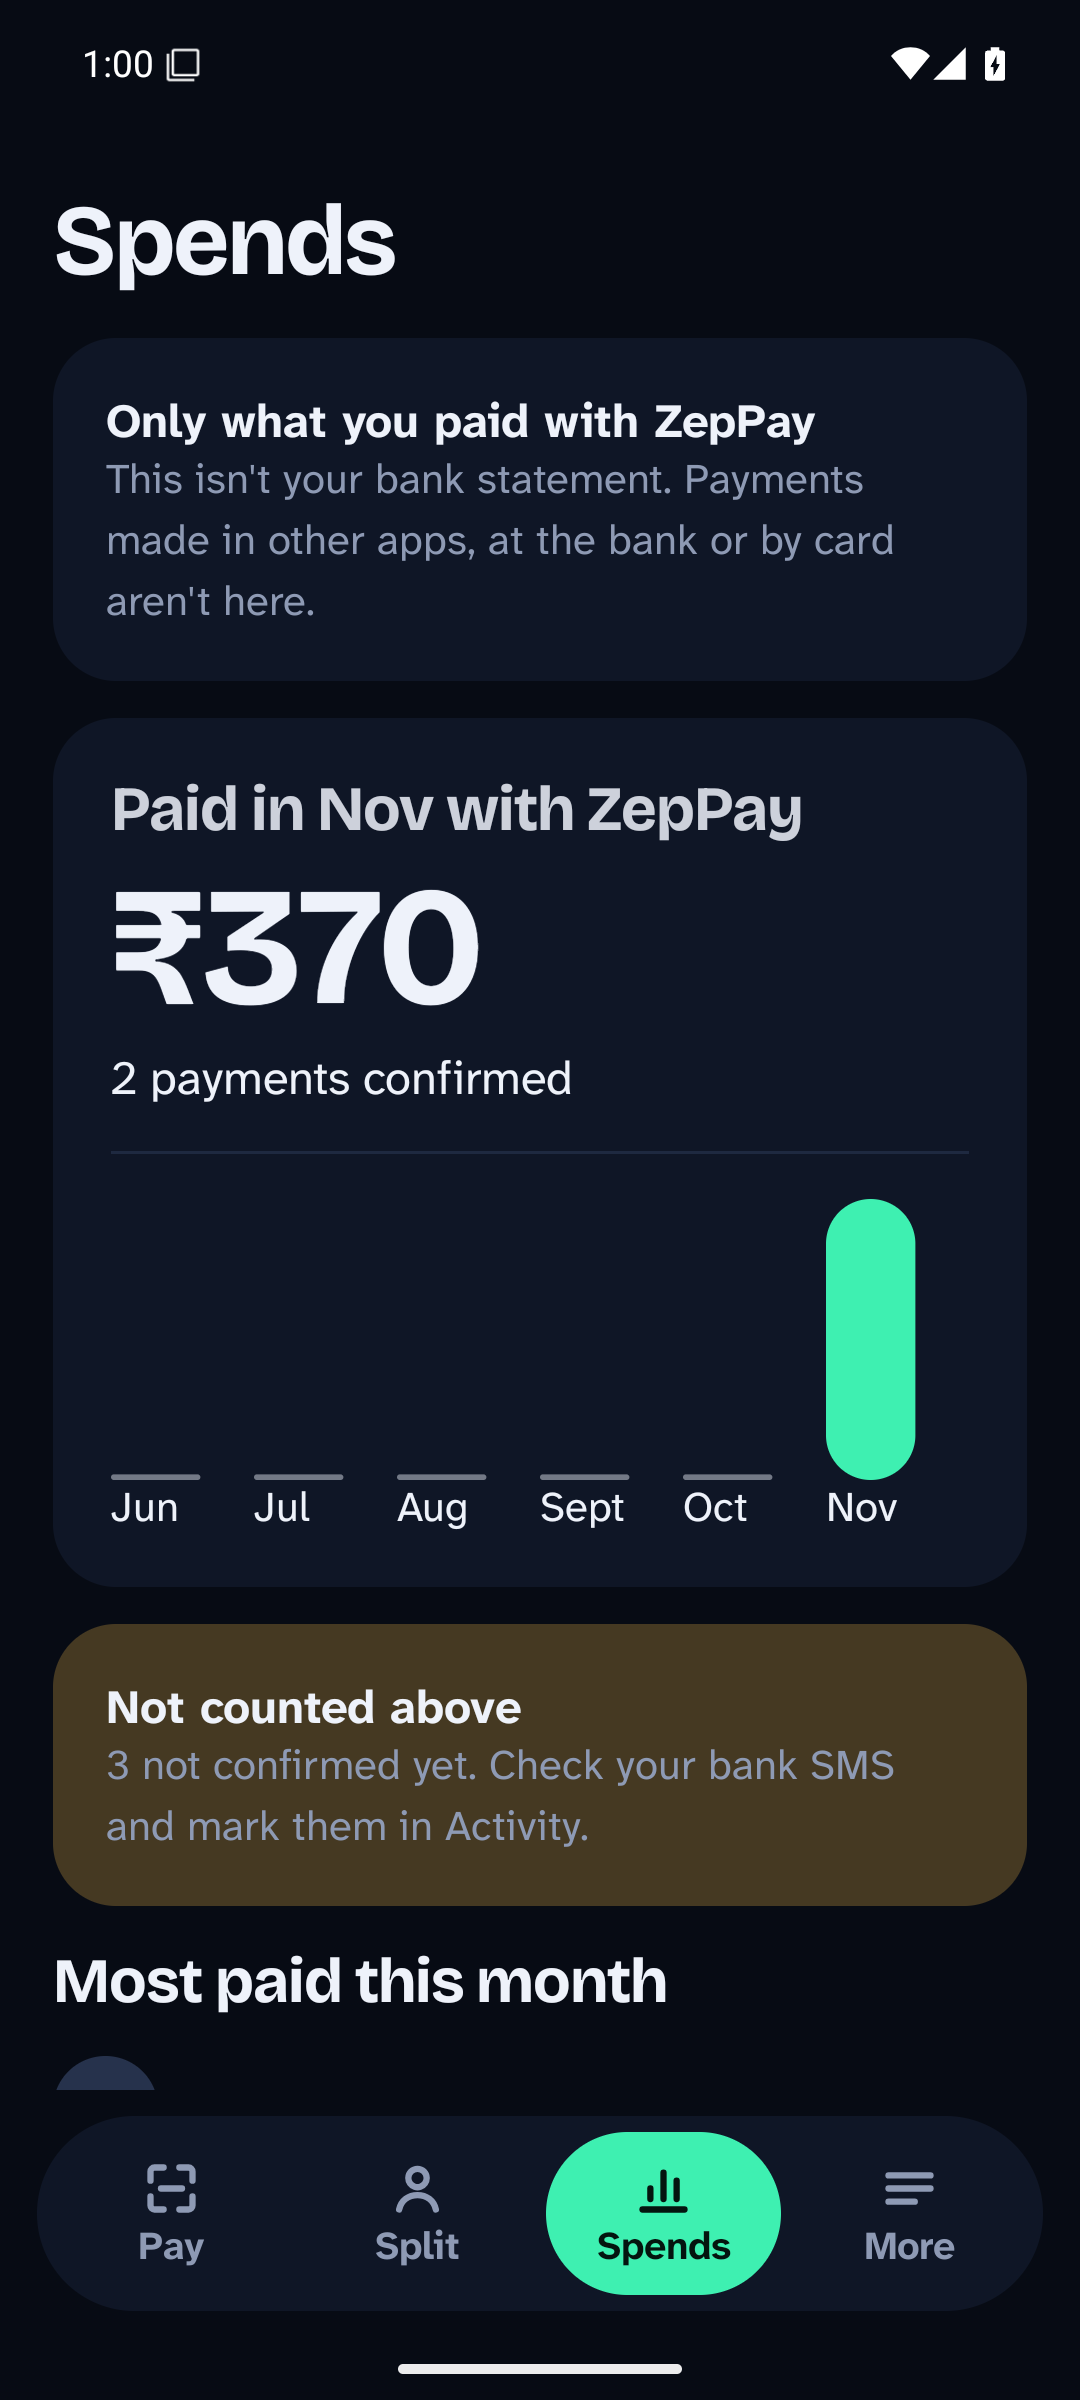 1:00
Spends
Only what you paid with ZepPay
This isn't your bank statement. Payments
made in other apps, at the bank or by card
aren't here.
Paid in Nov with ZepPay
₹370
2 payments confirmed
Jun Jul Aug Sept Oct Nov
Not counted above
3 not confirmed yet. Check your bank SMS
and mark them in Activity.
Most paid this month
Pay Split Spends More